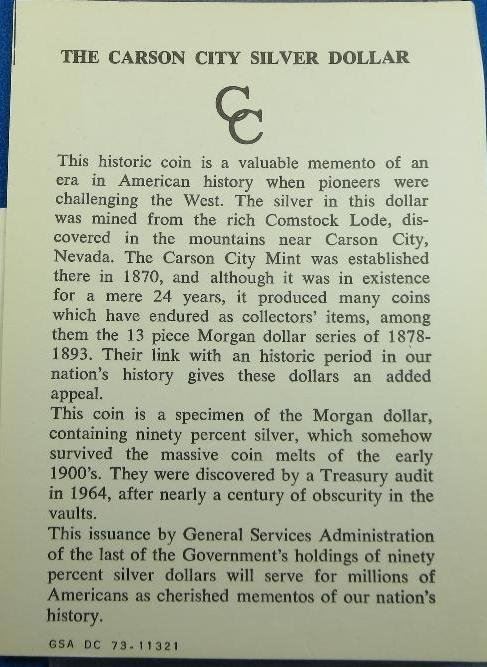 THE CARSON CITY SILVER DOLLAR
CC
This historic coin is a valuable memento of an
era in American history when pioneers were
challenging the West. The silver in this dollar
was mined from the rich Comstock Lode, dis-
covered in the mountains near Carson City,
Nevada. The Carson City Mint was established
there in 1870, and although it was in existence
for a mere 24 years, it produced many coins
which have endured as collectors' items, among
them the 13 piece Morgan dollar series of 1878-
1893. Their link with an historic period in our
nation's history gives these dollars an added
appeal.
This coin is a specimen of the Morgan dollar,
containing ninety percent silver, which somehow
survived the massive coin melts of the early
1900's. They were discovered by a Treasury audit
in 1964, after nearly a century of obscurity in the
vaults.
This issuance by General Services Administration
of the last of the Government's holdings of ninety
percent silver dollars will serve for millions of
Americans as cherished mementos of our nation's
history.
GSA DC 73-11321